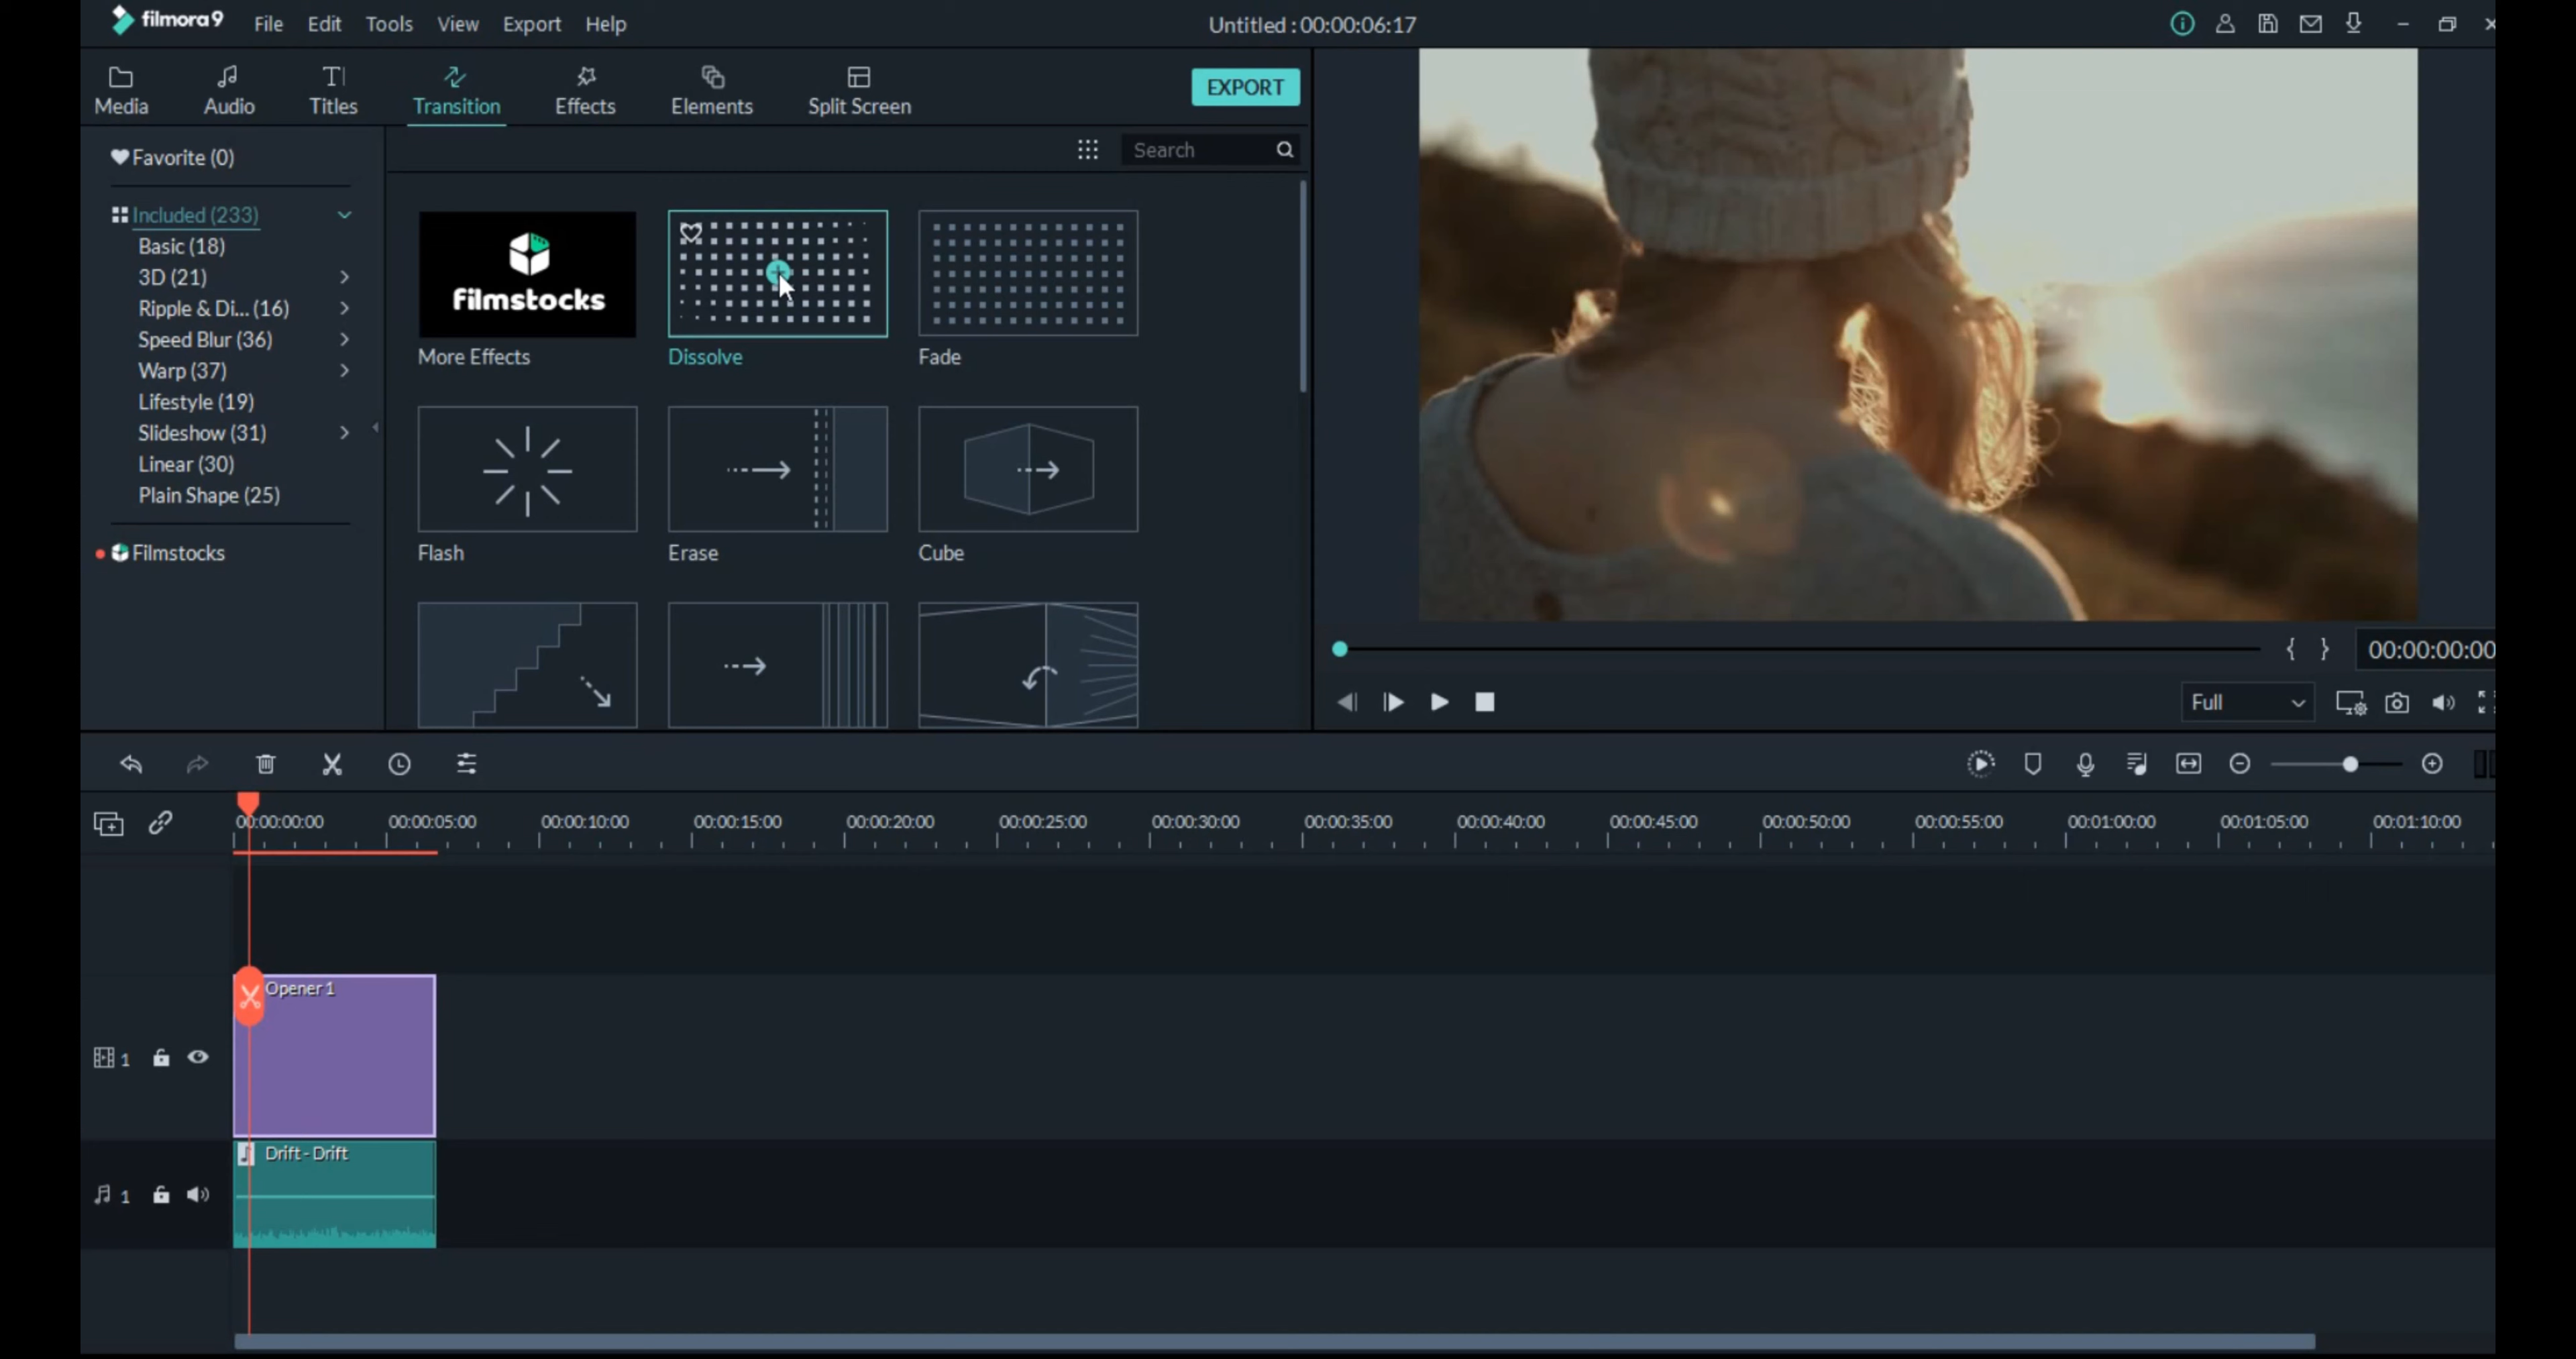 filmora9 File Edit Tools View Export Help Untitled : 00:00:06:17
Media Audio Titles Transition Effects Elements Split Screen EXPORT
Favorite (0)
Search
Included (233)
Basic (18)
3D (21)
Ripple & Di... (16)
Speed Blur (36)
Warp (37)
Lifestyle (19)
Slideshow (31)
Linear (30)
Plain Shape (25)
Filmstocks
filmstocks
More Effects Dissolve Fade
Flash Erase Cube
00:00:00:00
Full
00:00:00:00 00:00:05:00 00:00:10:00 00:00:15:00 00:00:20:00 00:00:25:00 00:00:30:00 00:00:35:00 00:00:40:00 00:00:45:00 00:00:50:00 00:00:55:00 00:01:00:00 00:01:05:00 00:01:10:00
Opener 1
1
Drift - Drift
1